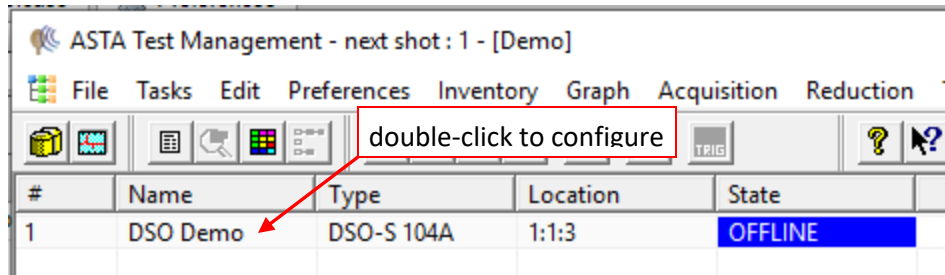 Preferences
ASTA Test Management - next shot : 1 - [Demo]
File Tasks Edit Preferences Inventory Graph Acquisition Reduction
double-click to configure
TRIG
# Name Type Location State
1 DSO Demo DSO-S 104A 1:1:3 OFFLINE